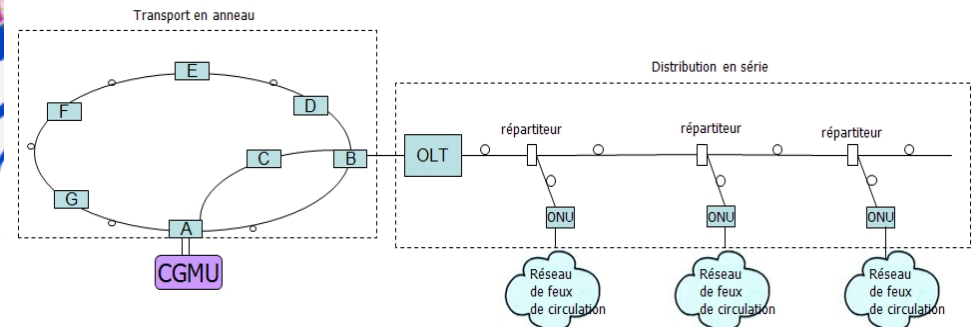 Transport en anneau
Distribution en série
E
F
D
répartiteur
répartiteur
répartiteur
C
B
OLT
G
A
ONU
ONU
ONU
CGMU
Réseau
de feux
de circulation
Réseau
de feux
de circulation
Réseau
de feux
de circulation